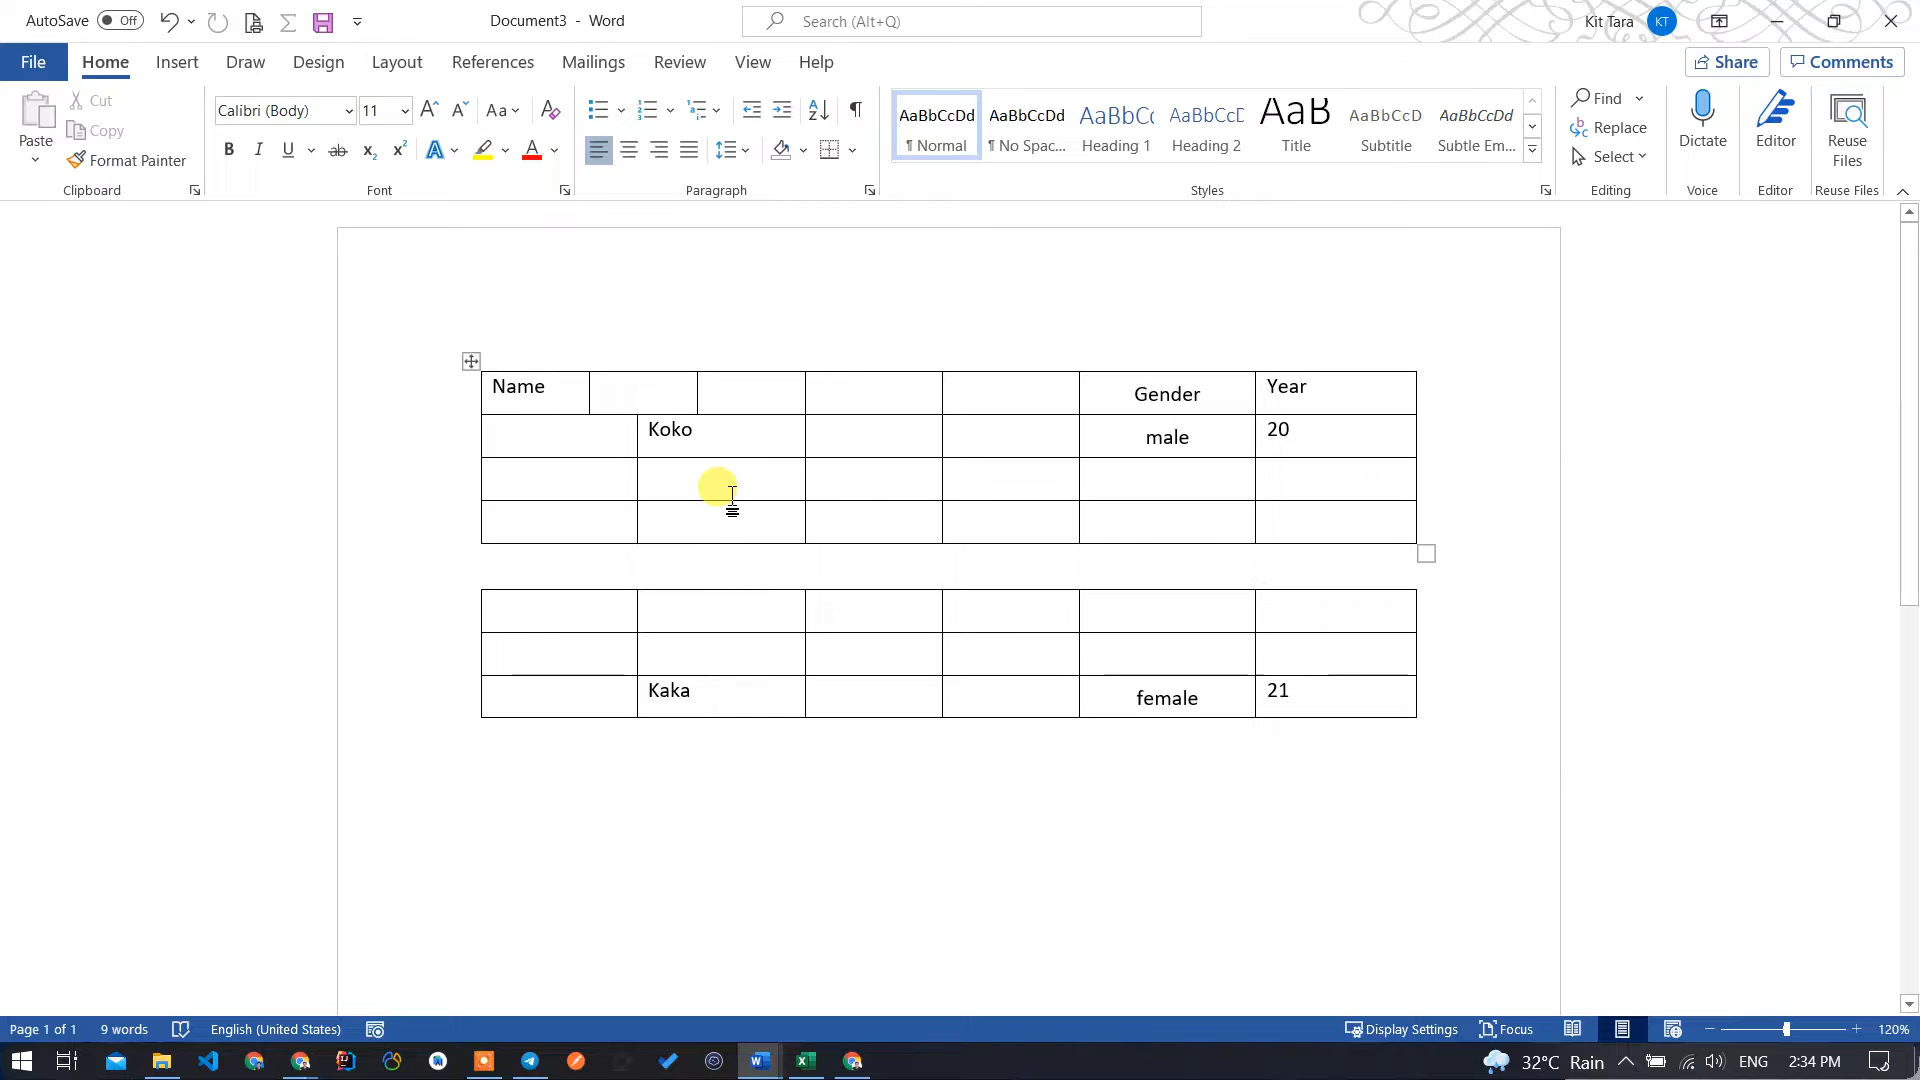 AutoSave Off
Document3 - Word
Search (Alt+Q)
Kit Tara KT
File Home Insert Draw Design Layout References Mailings Review View Help
Share Comments
Paste
Cut
Copy
Format Painter
Clipboard
Calibri (Body) 11
Font
Paragraph
AaBbCcDd AaBbCcDd AaBbCc AaBbCcC AaB AaBbCcD AaBbCcDd
¶ Normal ¶ No Spac... Heading 1 Heading 2 Title Subtitle Subtle Em...
Styles
Find
Replace
Select
Editing
Dictate
Voice
Editor
Editor
Reuse Files
Reuse Files
Name Gender Year
Koko male 20
Kaka female 21
Page 1 of 1 9 words English (United States) Display Settings Focus 120%
32°C Rain ENG 2:34 PM